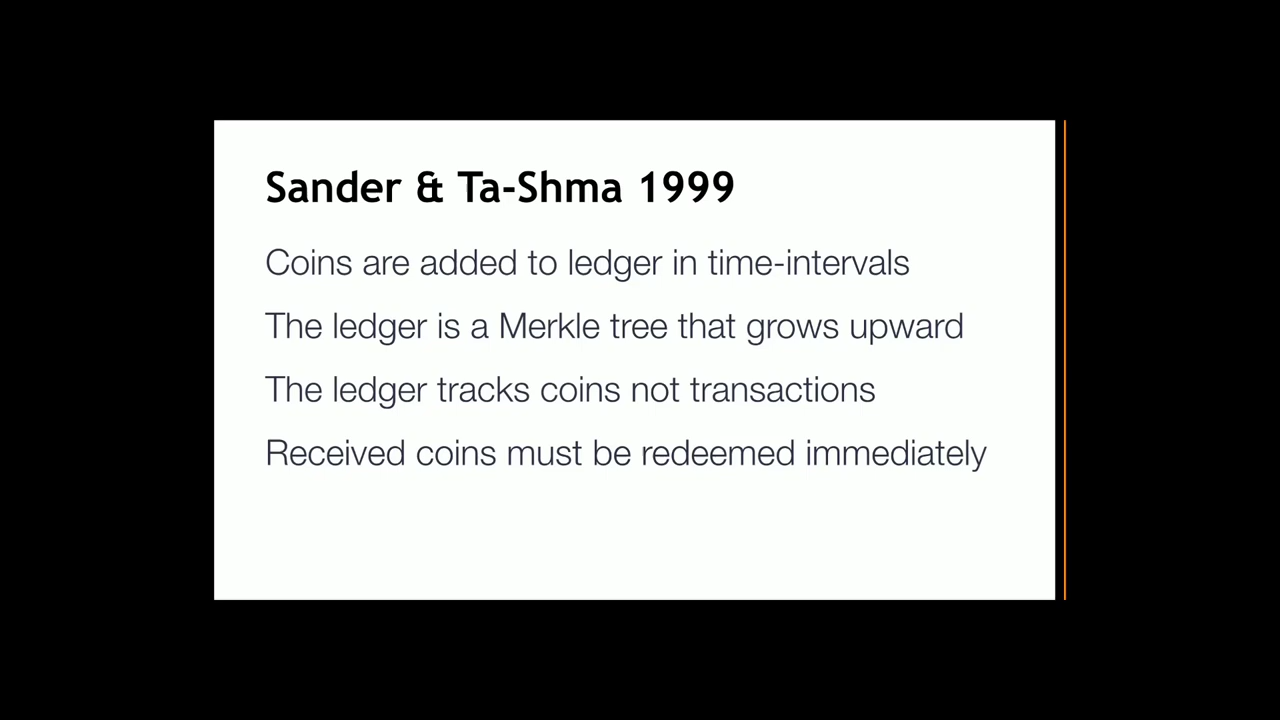 Sander & Ta-Shma 1999
Coins are added to ledger in time-intervals
The ledger is a Merkle tree that grows upward
The ledger tracks coins not transactions
Received coins must be redeemed immediately